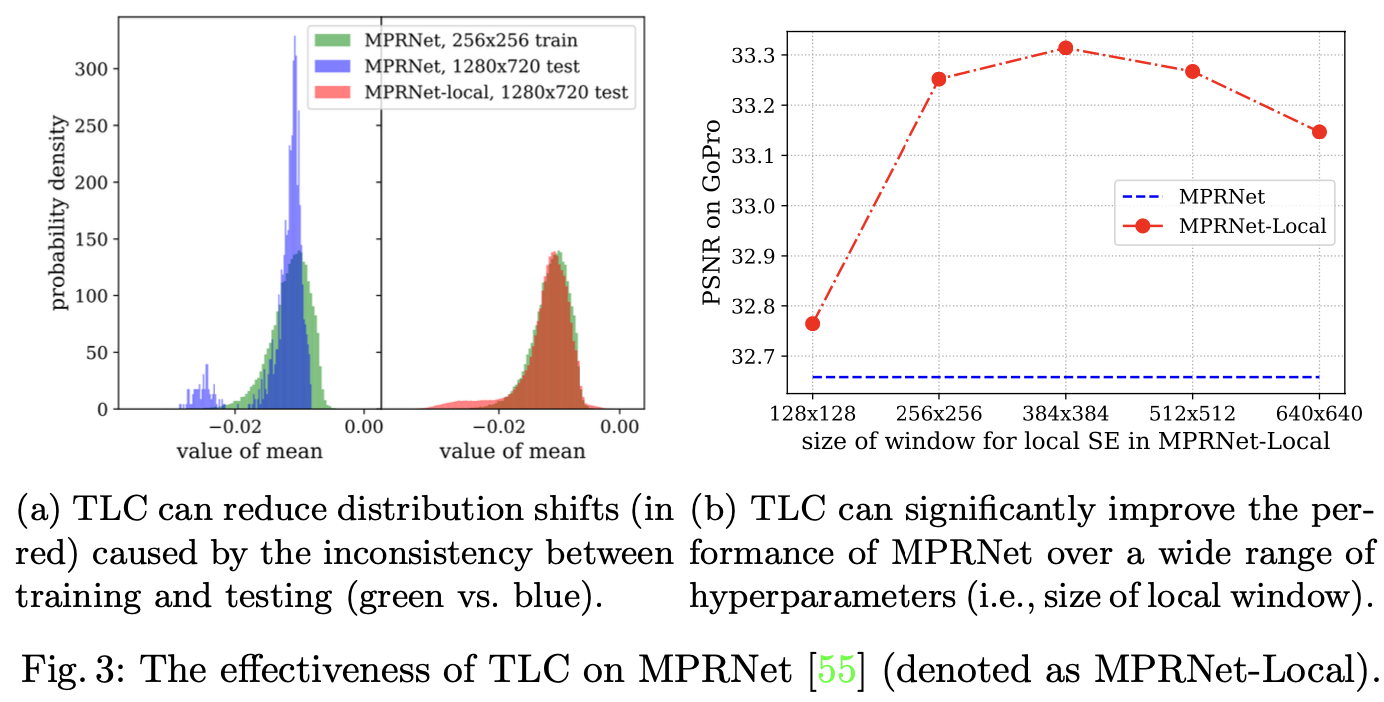 MPRNet, 256x256 train
MPRNet, 1280x720 test
MPRNet-local, 1280x720 test
probability density
300
250
200
150
100
50
0
−0.02 0.00 −0.02 0.00
value of mean value of mean
PSNR on GoPro
33.3
33.2
33.1
33.0
32.9
32.8
32.7
MPRNet
MPRNet-Local
128x128 256x256 384x384 512x512 640x640
size of window for local SE in MPRNet-Local
(a) TLC can reduce distribution shifts (in
red) caused by the inconsistency between
training and testing (green vs. blue).
(b) TLC can significantly improve the per-
formance of MPRNet over a wide range of
hyperparameters (i.e., size of local window).
Fig. 3: The effectiveness of TLC on MPRNet [55] (denoted as MPRNet-Local).